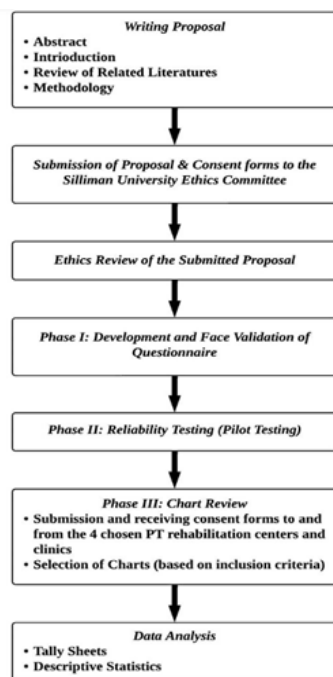 Writing Proposal
• Abstract
• Intrioduction
• Review of Related Literatures
• Methodology
Submission of Proposal & Consent forms to the
Silliman University Ethics Committee
Ethics Review of the Submitted Proposal
Phase I: Development and Face Validation of
Questionnaire
Phase II: Reliability Testing (Pilot Testing)
Phase III: Chart Review
• Submission and receiving consent forms to and
from the 4 chosen PT rehabilitation centers and
clinics
• Selection of Charts (based on inclusion criteria)
Data Analysis
• Tally Sheets
• Descriptive Statistics